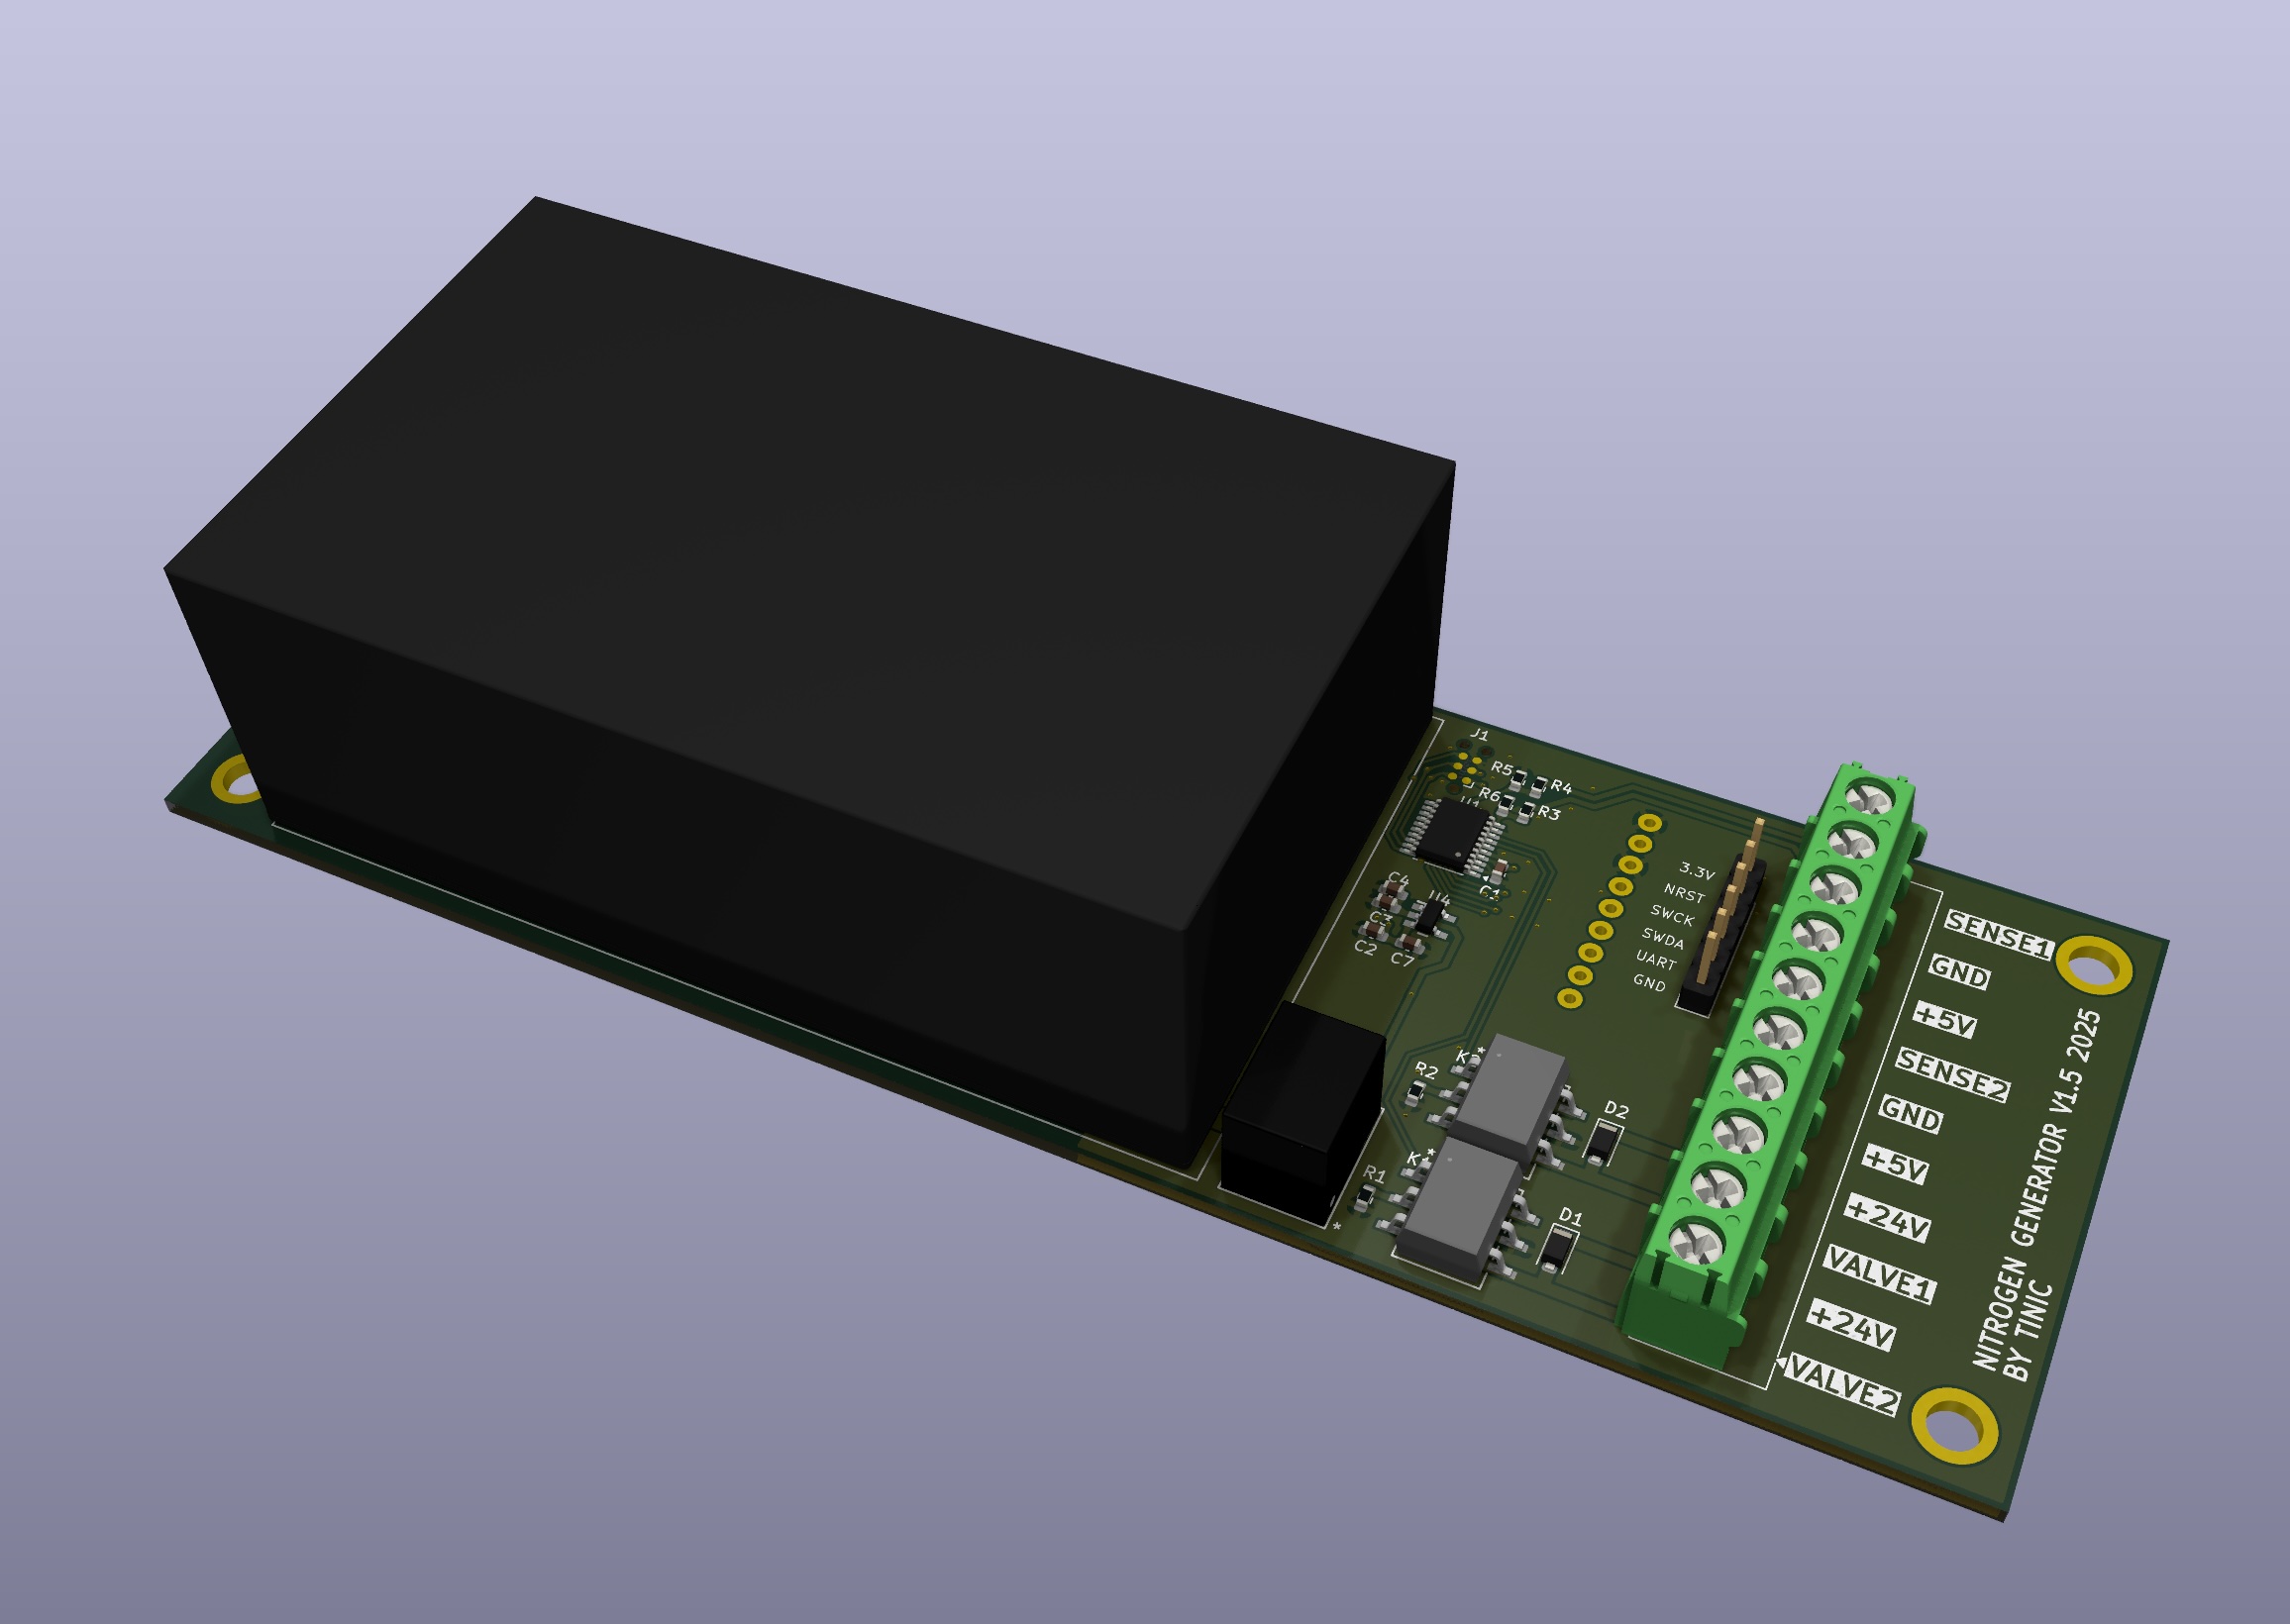 J1
R5
R4
R6
R3
C1
C4
C3
C2
C7
3.3V
NRST
SWCK
SWDA
UART
GND
R2
D2
R1
D1
SENSE1
GND
+5V
SENSE2
GND
+5V
+24V
VALVE1
+24V
VALVE2
NITROGEN GENERATOR V1.5 2025
BY TINIC